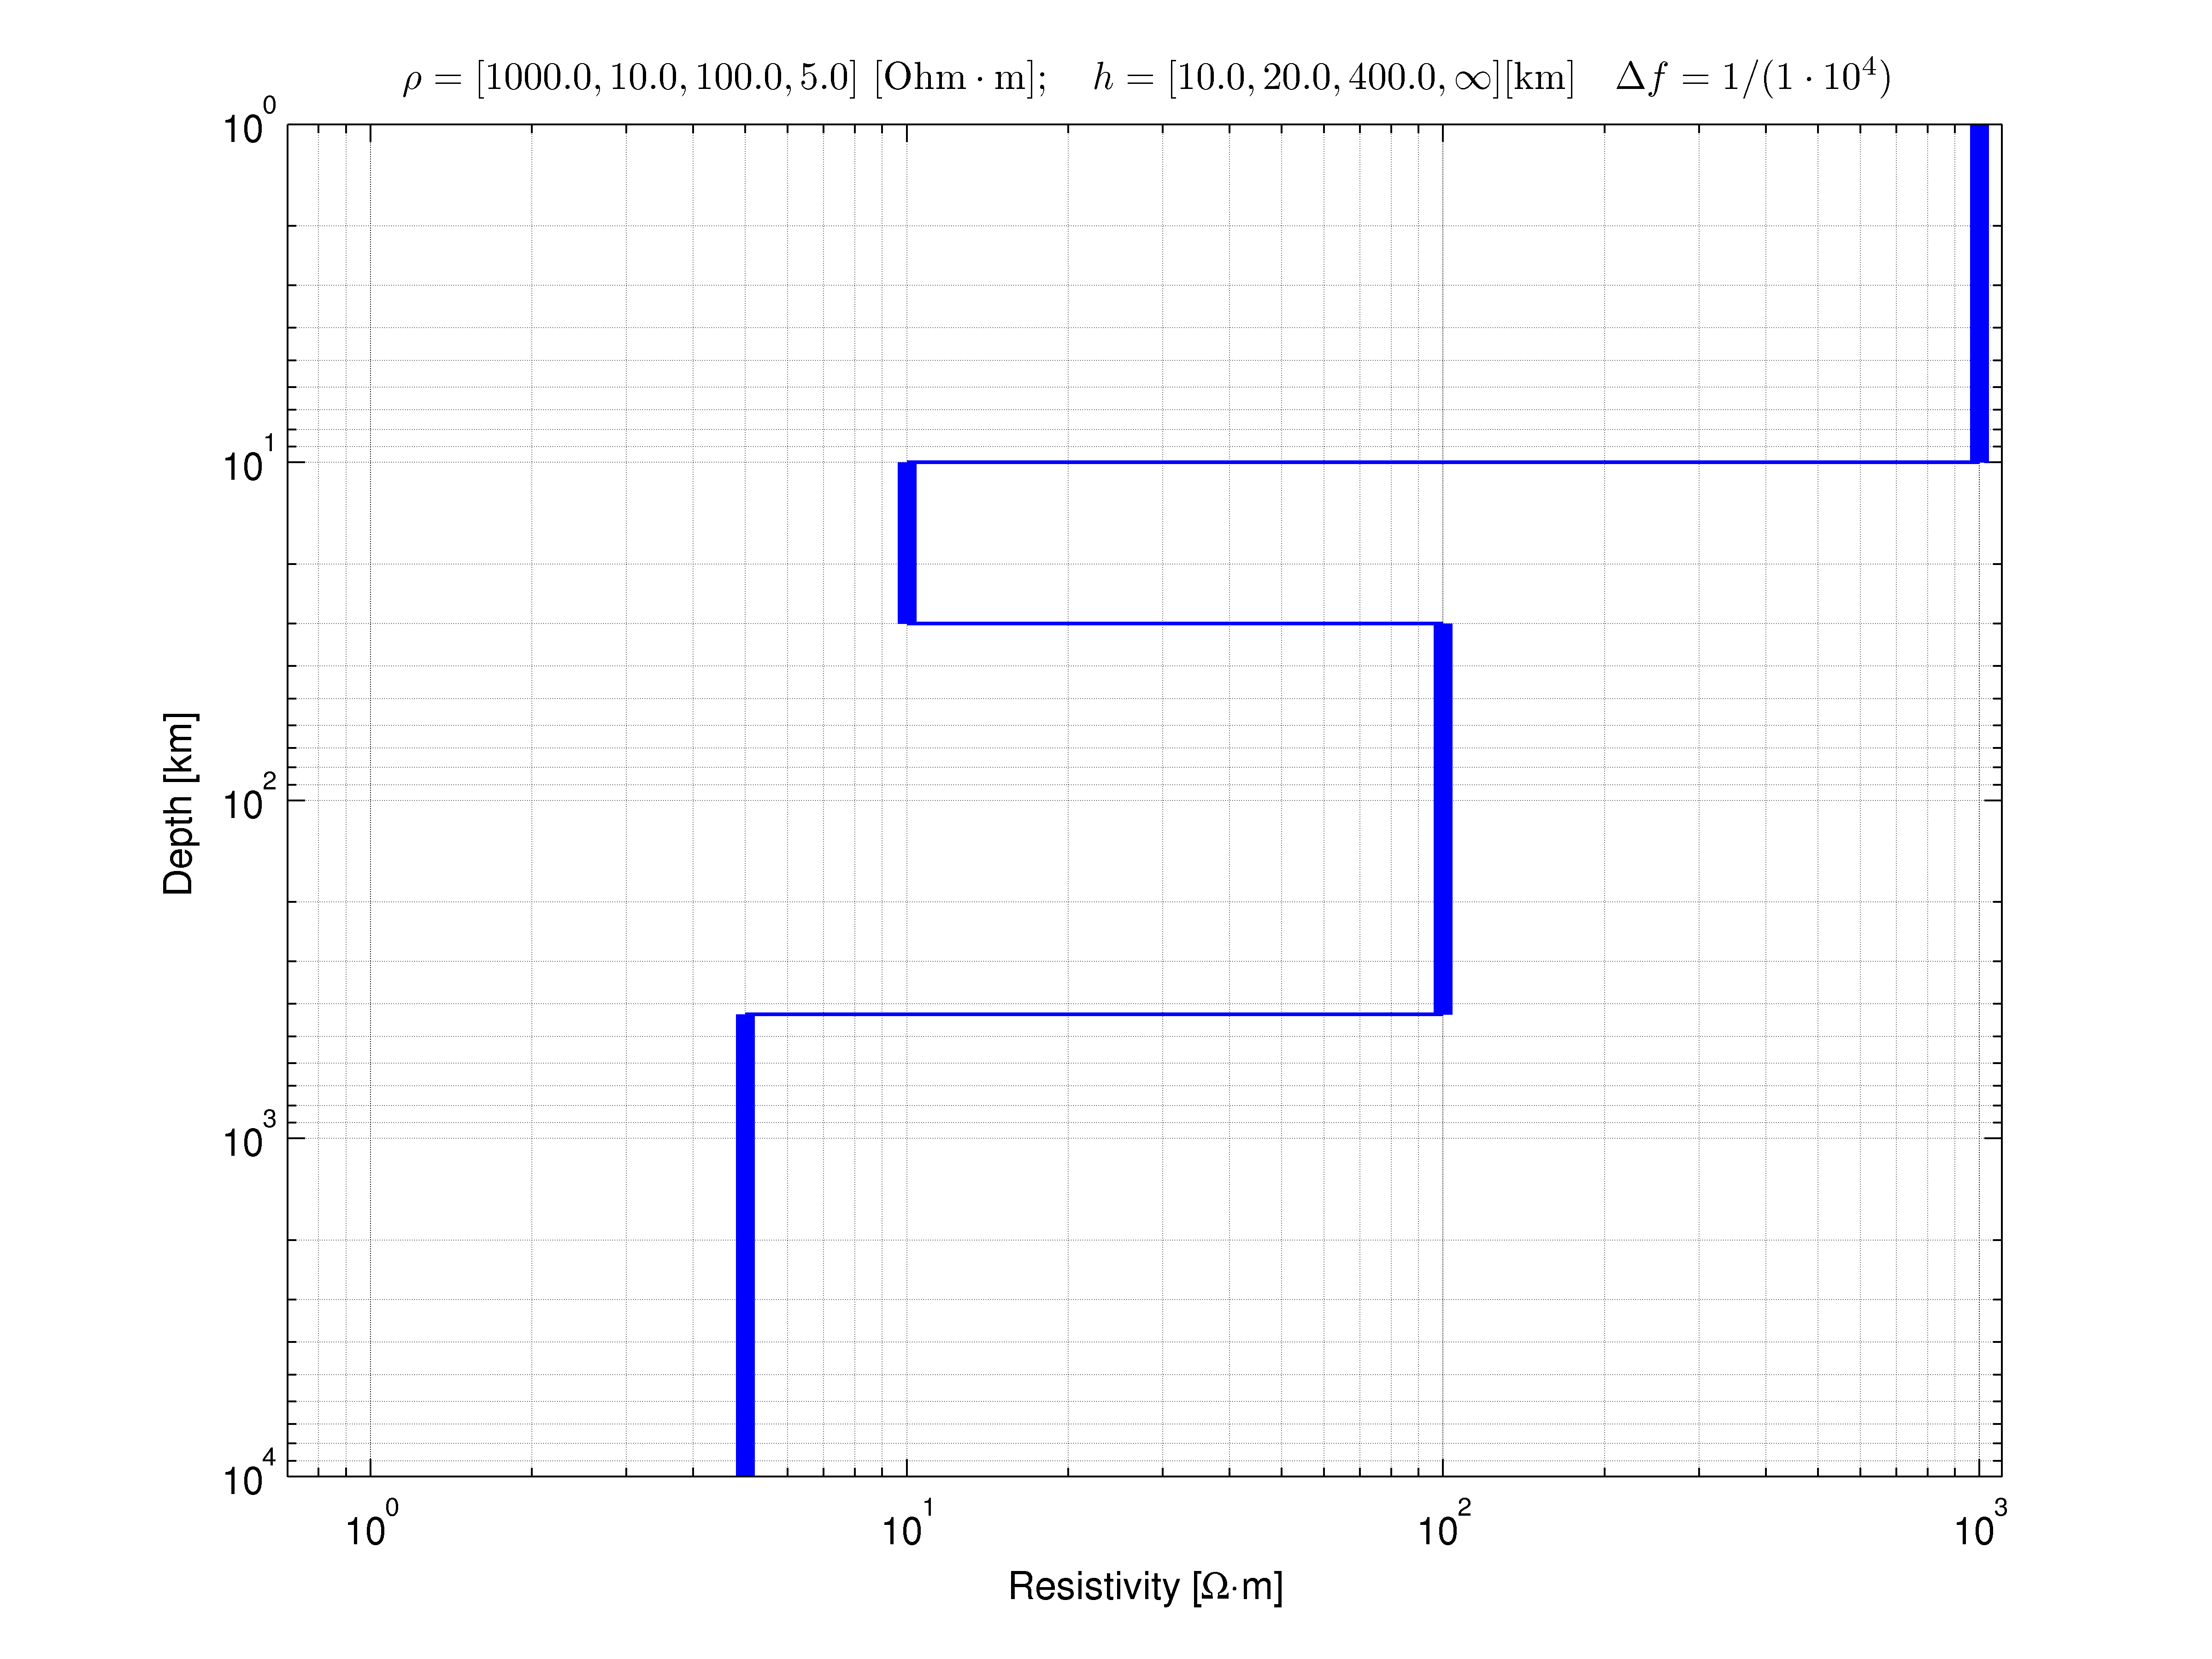 ρ = [1000.0, 10.0, 100.0, 5.0] [Ohm · m]; h = [10.0, 20.0, 400.0, ∞][km] Δf = 1/(1 · 10⁴)
10⁰
10¹
10²
10³
10⁴
Depth [km]
10⁰ 10¹ 10² 10³
Resistivity [Ω·m]